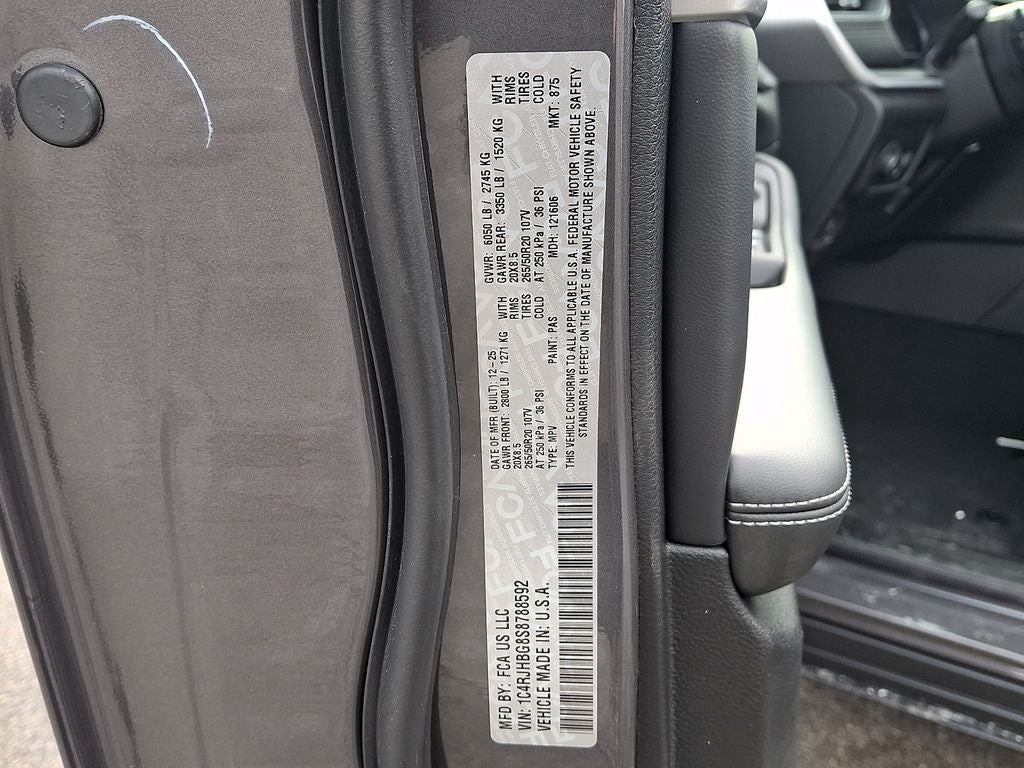 MFD BY: FCA US LLC
VIN: 1C4RJHBG8S8788592
VEHICLE MADE IN: U.S.A.
DATE OF MFR (BUILT): 12-25 GVWR: 6050 LB / 2745 KG
GAWR FRONT: 2800 LB / 1271 KG WITH GAWR REAR: 3350 LB / 1520 KG WITH
20X8.5 RIMS 20X8.5 RIMS
265/50R20 107V TIRES 265/50R20 107V TIRES
AT 250 kPa / 36 PSI COLD AT 250 kPa / 36 PSI COLD
TYPE: MPV PAINT: PAS MDH: 121606 MKT: 875
THIS VEHICLE CONFORMS TO ALL APPLICABLE U.S.A. FEDERAL MOTOR VEHICLE SAFETY
STANDARDS IN EFFECT ON THE DATE OF MANUFACTURE SHOWN ABOVE.